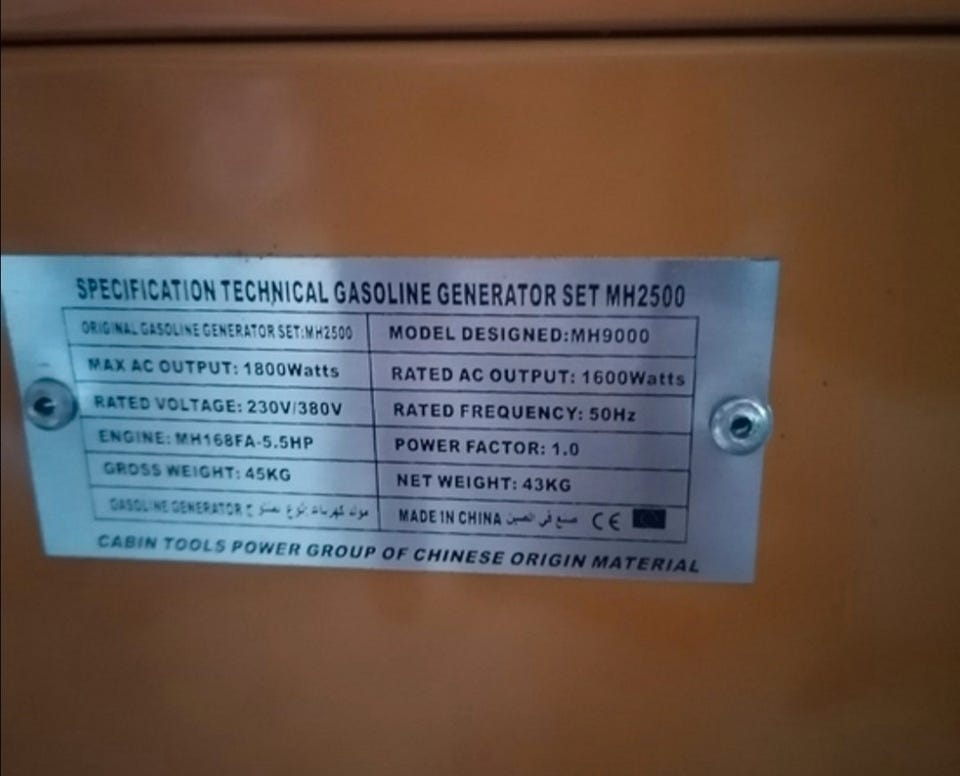 SPECIFICATION TECHNICAL GASOLINE GENERATOR SET MH2500
ORIGINAL GASOLINE GENERATOR SET:MH2500
MODEL DESIGNED:MH9000
MAX AC OUTPUT: 1800Watts
RATED AC OUTPUT: 1600Watts
RATED VOLTAGE: 230V/380V
RATED FREQUENCY: 50Hz
ENGINE: MH168FA-5.5HP
POWER FACTOR: 1.0
GROSS WEIGHT: 45KG
NET WEIGHT: 43KG
GASOLINE GENERATOR مولد كهرباء نوع
MADE IN CHINA صنع في الصين CE
CABIN TOOLS POWER GROUP OF CHINESE ORIGIN MATERIAL